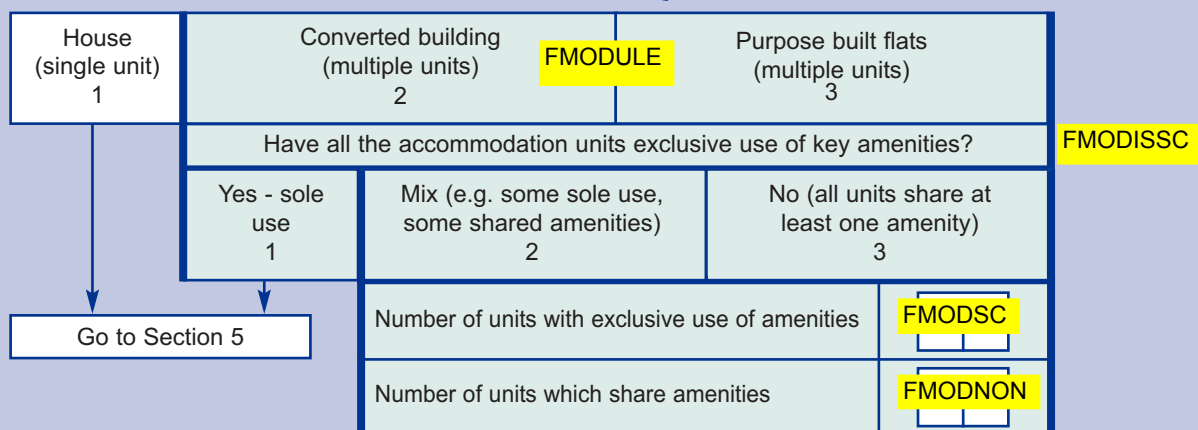 House
(single unit)
1
Converted building
(multiple units)
2
FMODULE
Purpose built flats
(multiple units)
3
Have all the accommodation units exclusive use of key amenities?
FMODISSC
Yes - sole
use
1
Mix (e.g. some sole use,
some shared amenities)
2
No (all units share at
least one amenity)
3
Go to Section 5
Number of units with exclusive use of amenities
FMODSC
Number of units which share amenities
FMODNON